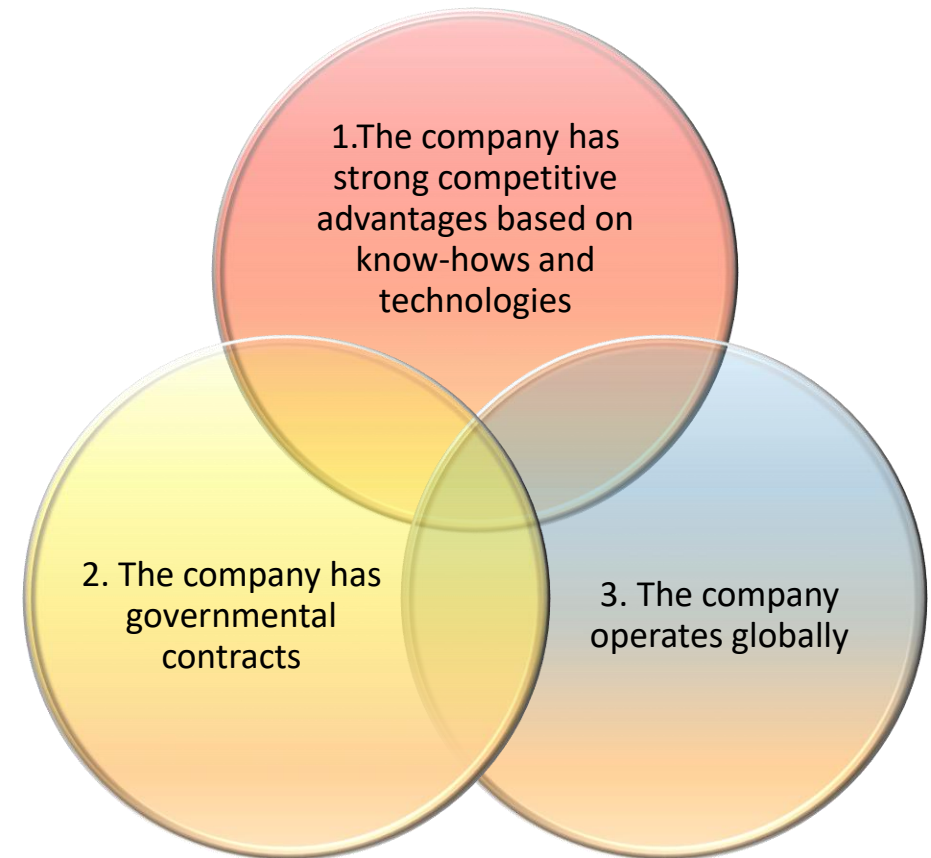 1.The company has
strong competitive
advantages based on
know-hows and
technologies
2. The company has
governmental
contracts
3. The company
operates globally